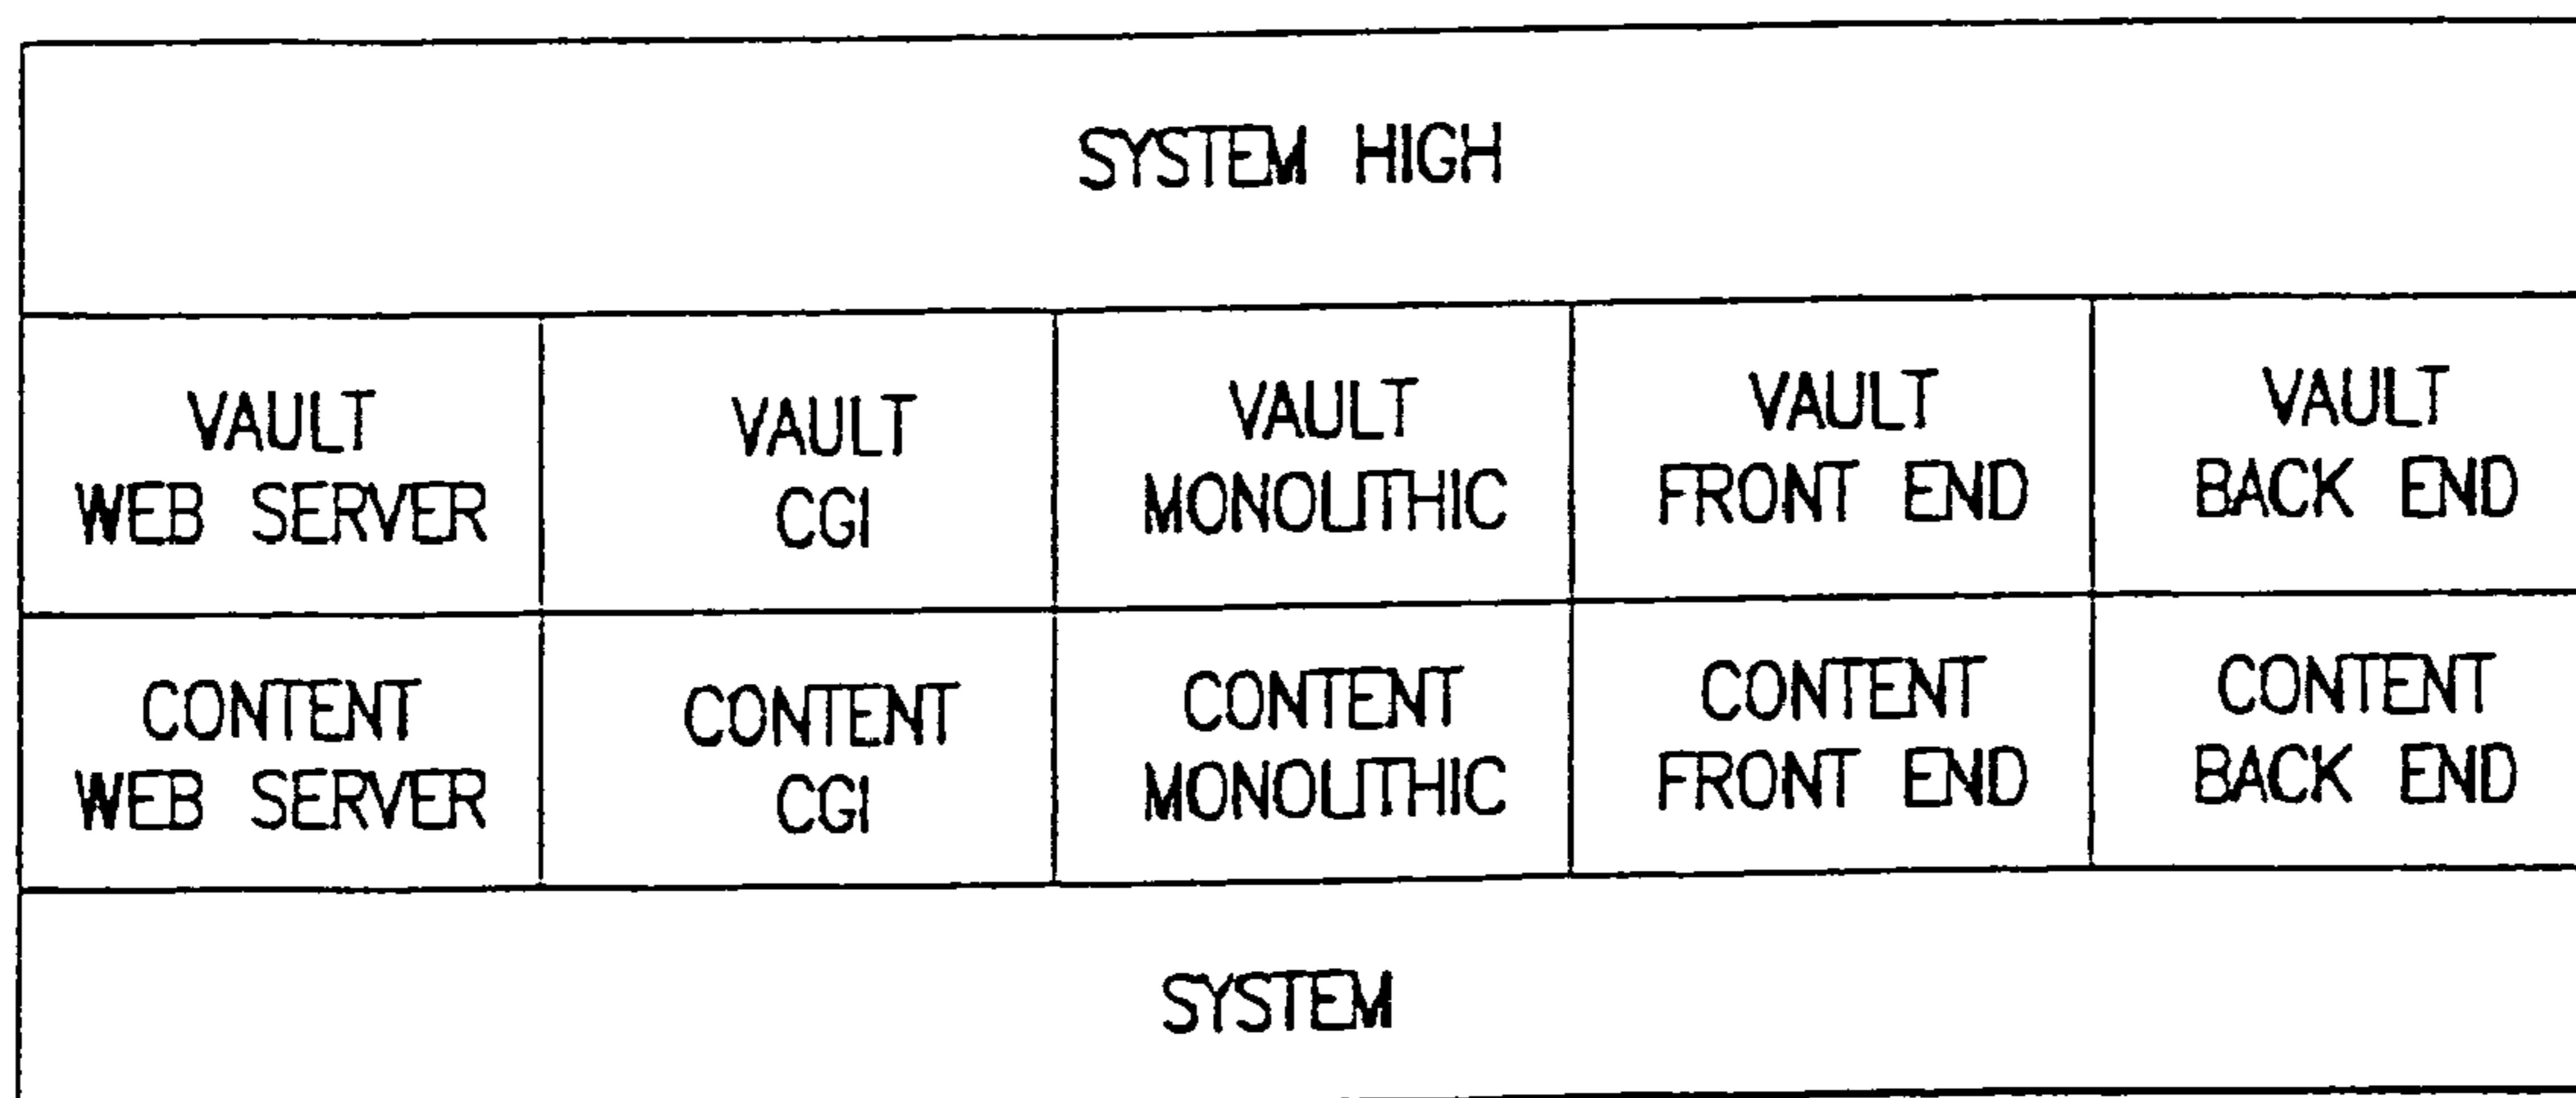 SYSTEM HIGH
VAULT
WEB SERVER
VAULT
CGI
VAULT
MONOLITHIC
VAULT
FRONT END
VAULT
BACK END
CONTENT
WEB SERVER
CONTENT
CGI
CONTENT
MONOLITHIC
CONTENT
FRONT END
CONTENT
BACK END
SYSTEM